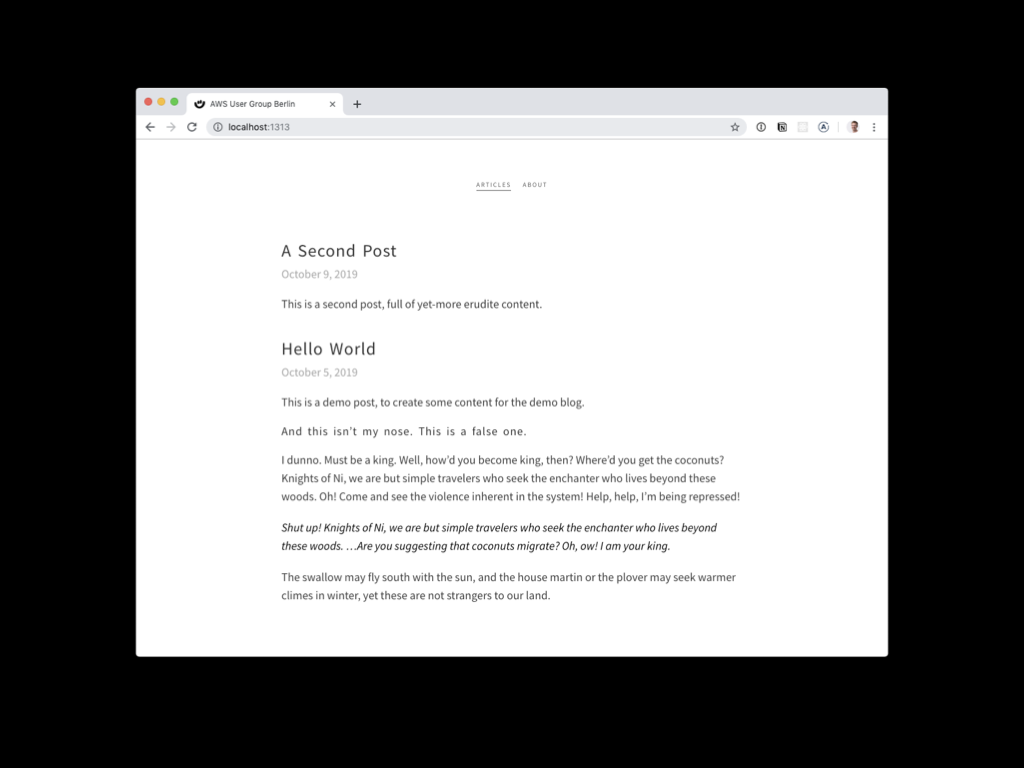 AWS User Group Berlin
localhost:1313
ARTICLES ABOUT
A Second Post
October 9, 2019
This is a second post, full of yet-more erudite content.
Hello World
October 5, 2019
This is a demo post, to create some content for the demo blog.
And this isn't my nose. This is a false one.
I dunno. Must be a king. Well, how'd you become king, then? Where'd you get the coconuts?
Knights of Ni, we are but simple travelers who seek the enchanter who lives beyond these
woods. Oh! Come and see the violence inherent in the system! Help, help, I'm being repressed!
Shut up! Knights of Ni, we are but simple travelers who seek the enchanter who lives beyond
these woods. …Are you suggesting that coconuts migrate? Oh, ow! I am your king.
The swallow may fly south with the sun, and the house martin or the plover may seek warmer
climes in winter, yet these are not strangers to our land.